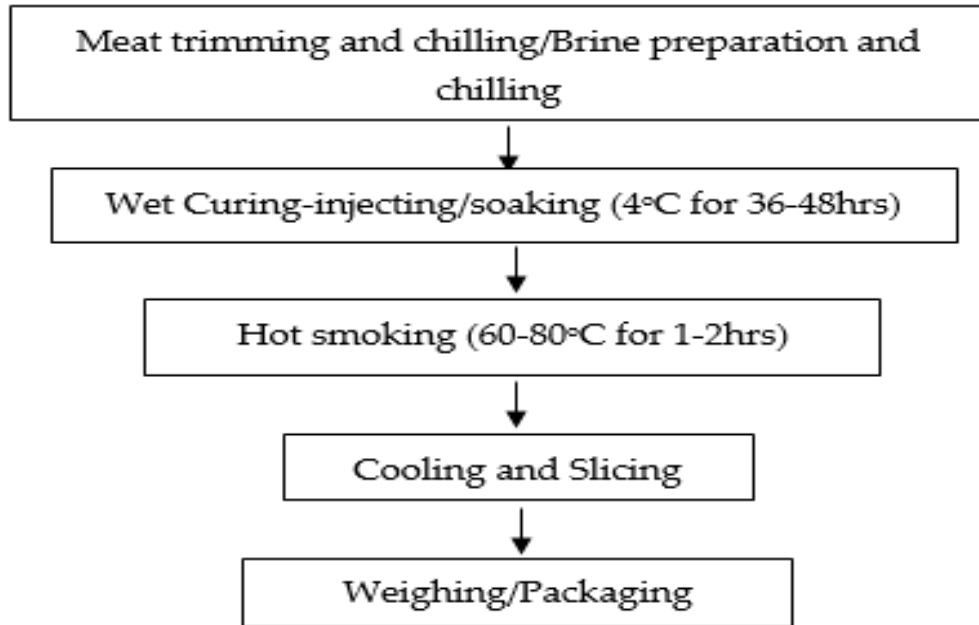 Meat trimming and chilling/Brine preparation and
chilling
Wet Curing-injecting/soaking (4°C for 36-48hrs)
Hot smoking (60-80°C for 1-2hrs)
Cooling and Slicing
Weighing/Packaging